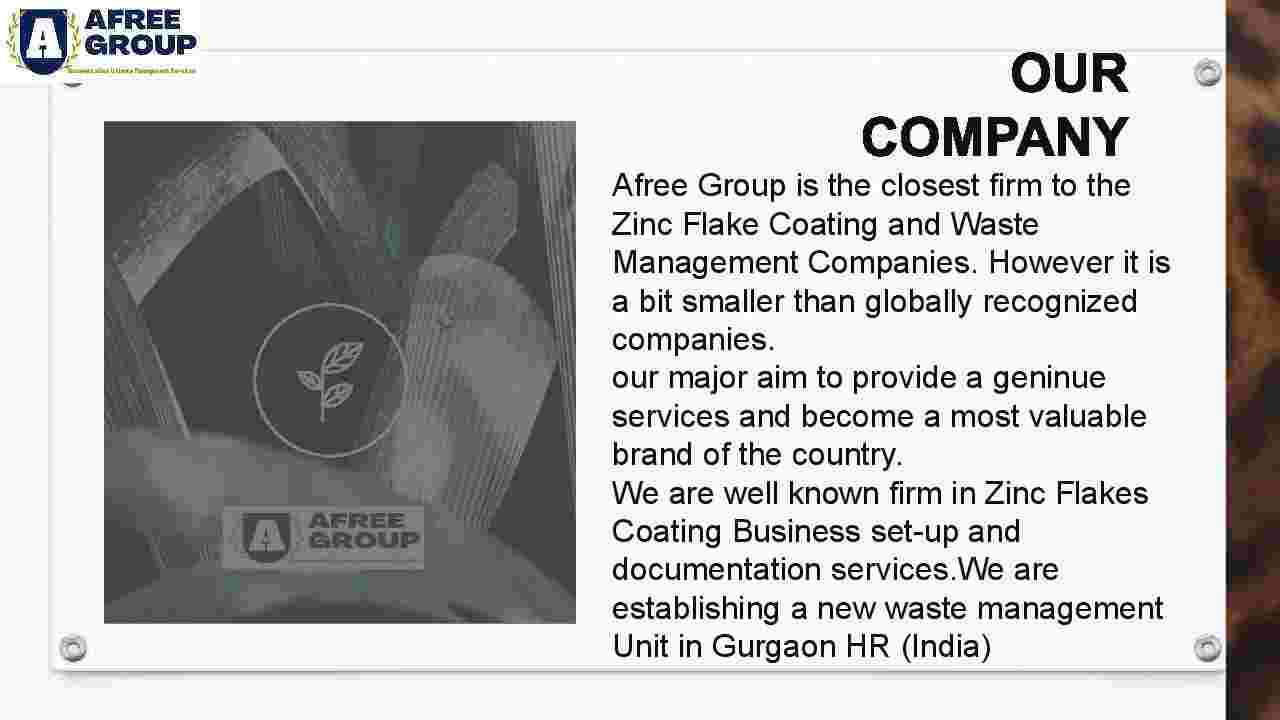 AFREE
GROUP
OUR
COMPANY
Afree Group is the closest firm to the
Zinc Flake Coating and Waste
Management Companies. However it is
a bit smaller than globally recognized
companies.
our major aim to provide a geninue
services and become a most valuable
brand of the country.
We are well known firm in Zinc Flakes
Coating Business set-up and
documentation services.We are
establishing a new waste management
Unit in Gurgaon HR (India)
A
AFREE
GROUP